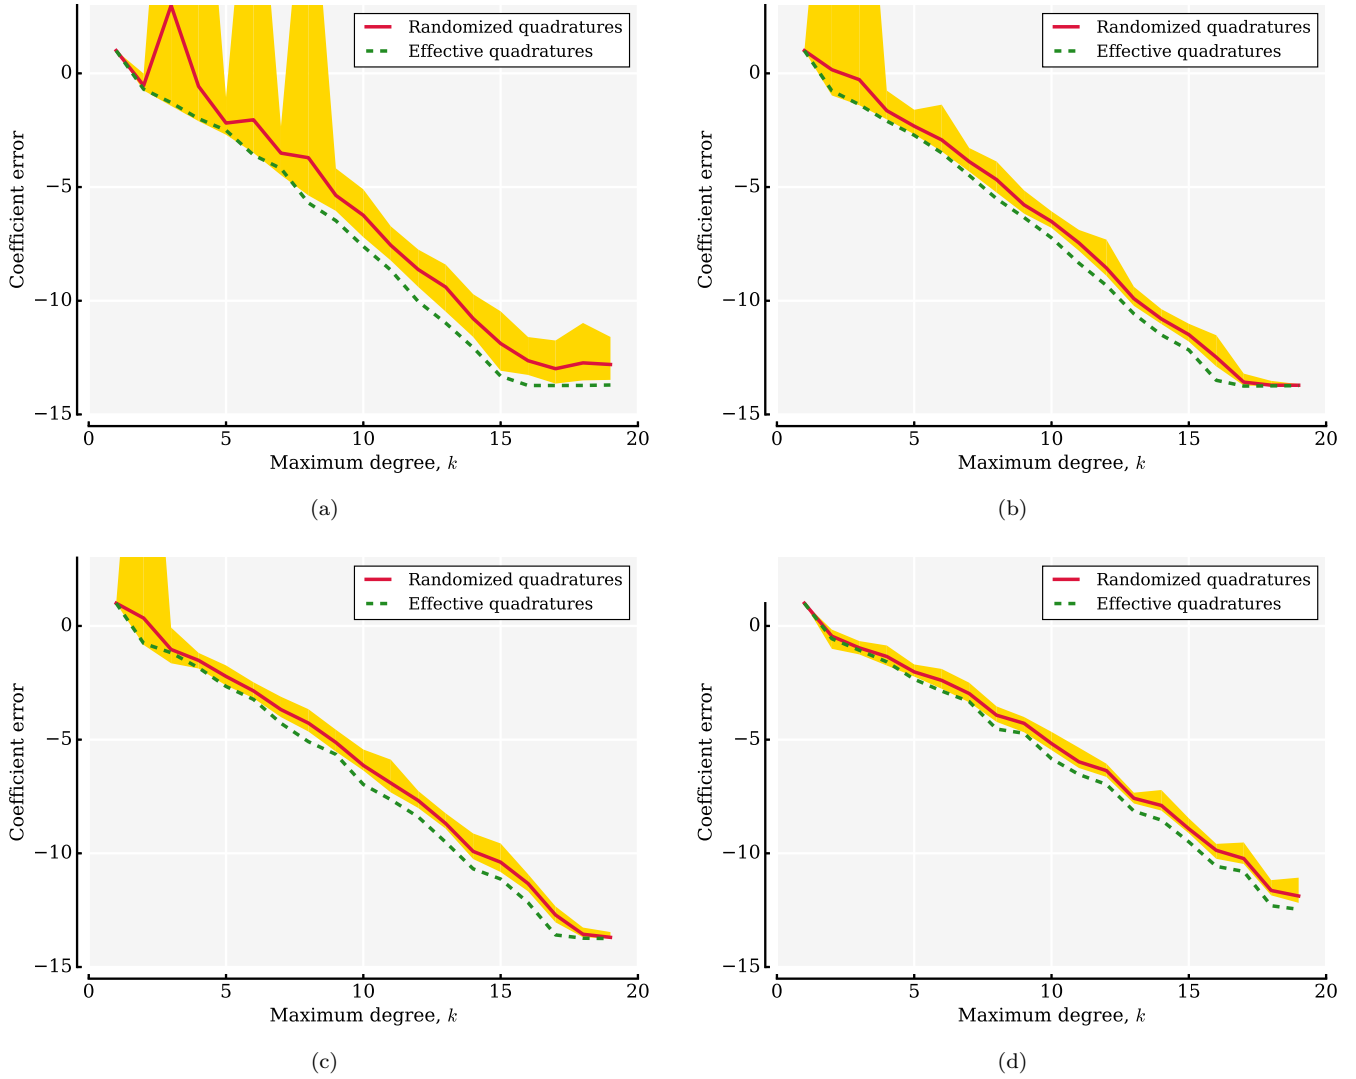 Randomized quadratures
Effective quadratures
0
−5
−10
−15
Coefficient error
0 5 10 15 20
Maximum degree, k
(a)
Randomized quadratures
Effective quadratures
0
−5
−10
−15
Coefficient error
0 5 10 15 20
Maximum degree, k
(b)
Randomized quadratures
Effective quadratures
0
−5
−10
−15
Coefficient error
0 5 10 15 20
Maximum degree, k
(c)
Randomized quadratures
Effective quadratures
0
−5
−10
−15
Coefficient error
0 5 10 15 20
Maximum degree, k
(d)